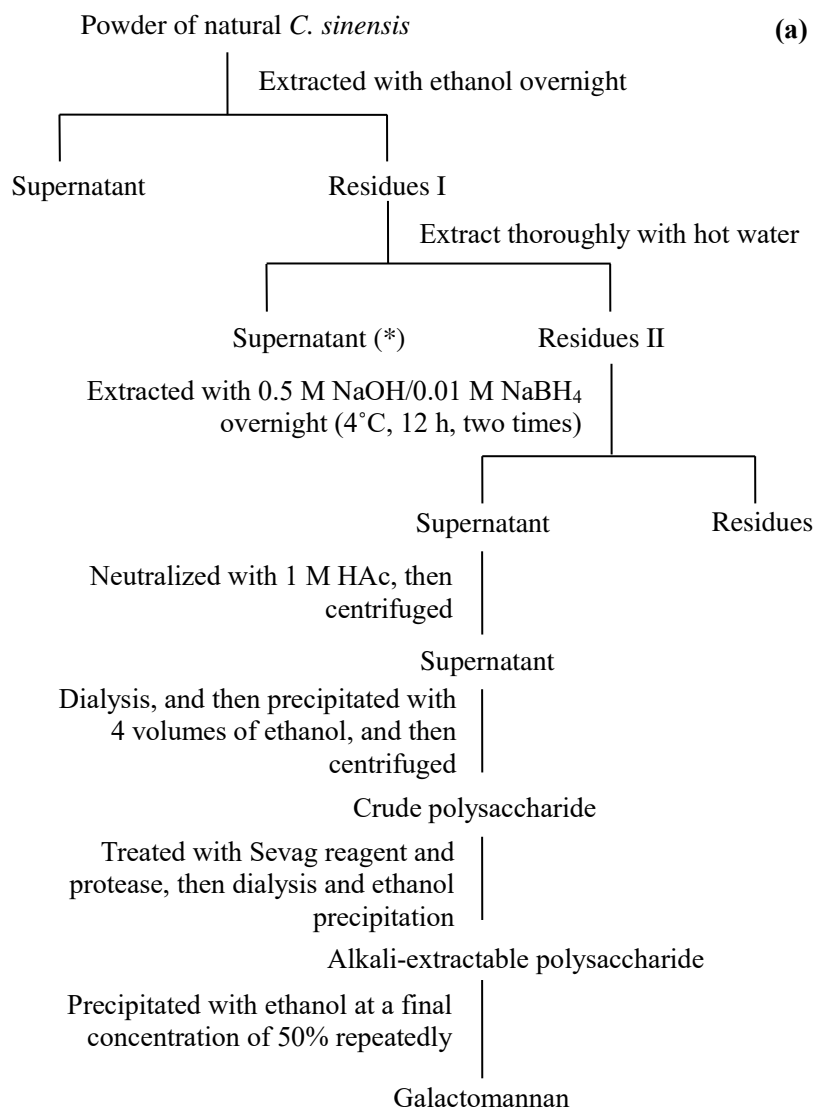 Powder of natural C. sinensis
(a)
Extracted with ethanol overnight
Supernatant
Residues I
Extract thoroughly with hot water
Supernatant (*)
Residues II
Extracted with 0.5 M NaOH/0.01 M NaBH₄
overnight (4˚C, 12 h, two times)
Supernatant
Residues
Neutralized with 1 M HAc, then
centrifuged
Supernatant
Dialysis, and then precipitated with
4 volumes of ethanol, and then
centrifuged
Crude polysaccharide
Treated with Sevag reagent and
protease, then dialysis and ethanol
precipitation
Alkali-extractable polysaccharide
Precipitated with ethanol at a final
concentration of 50% repeatedly
Galactomannan